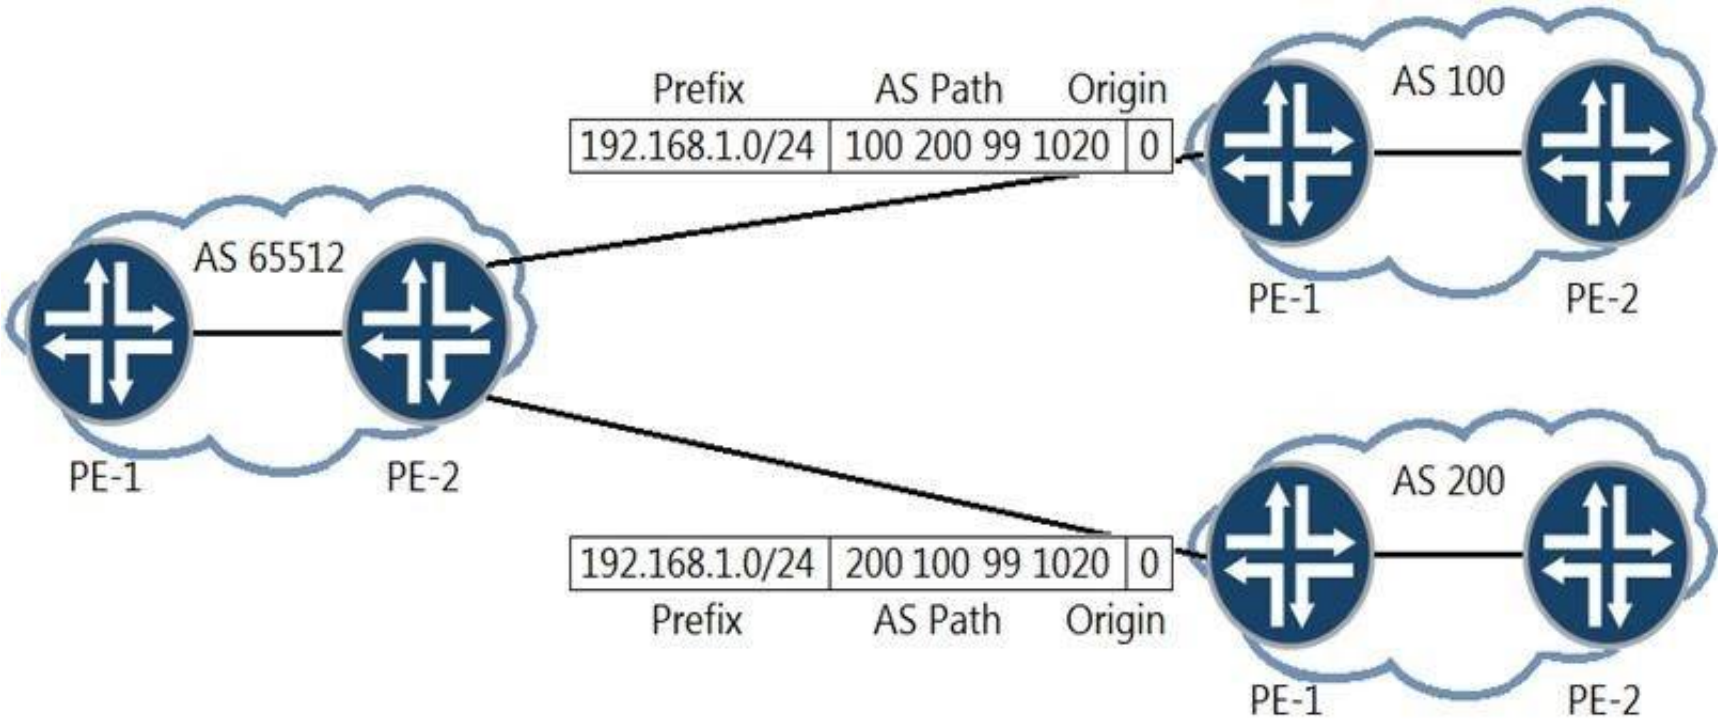 Prefix AS Path Origin
192.168.1.0/24 100 200 99 1020 0
AS 100
PE-1 PE-2
AS 65512
PE-1 PE-2
192.168.1.0/24 200 100 99 1020 0
Prefix AS Path Origin
AS 200
PE-1 PE-2